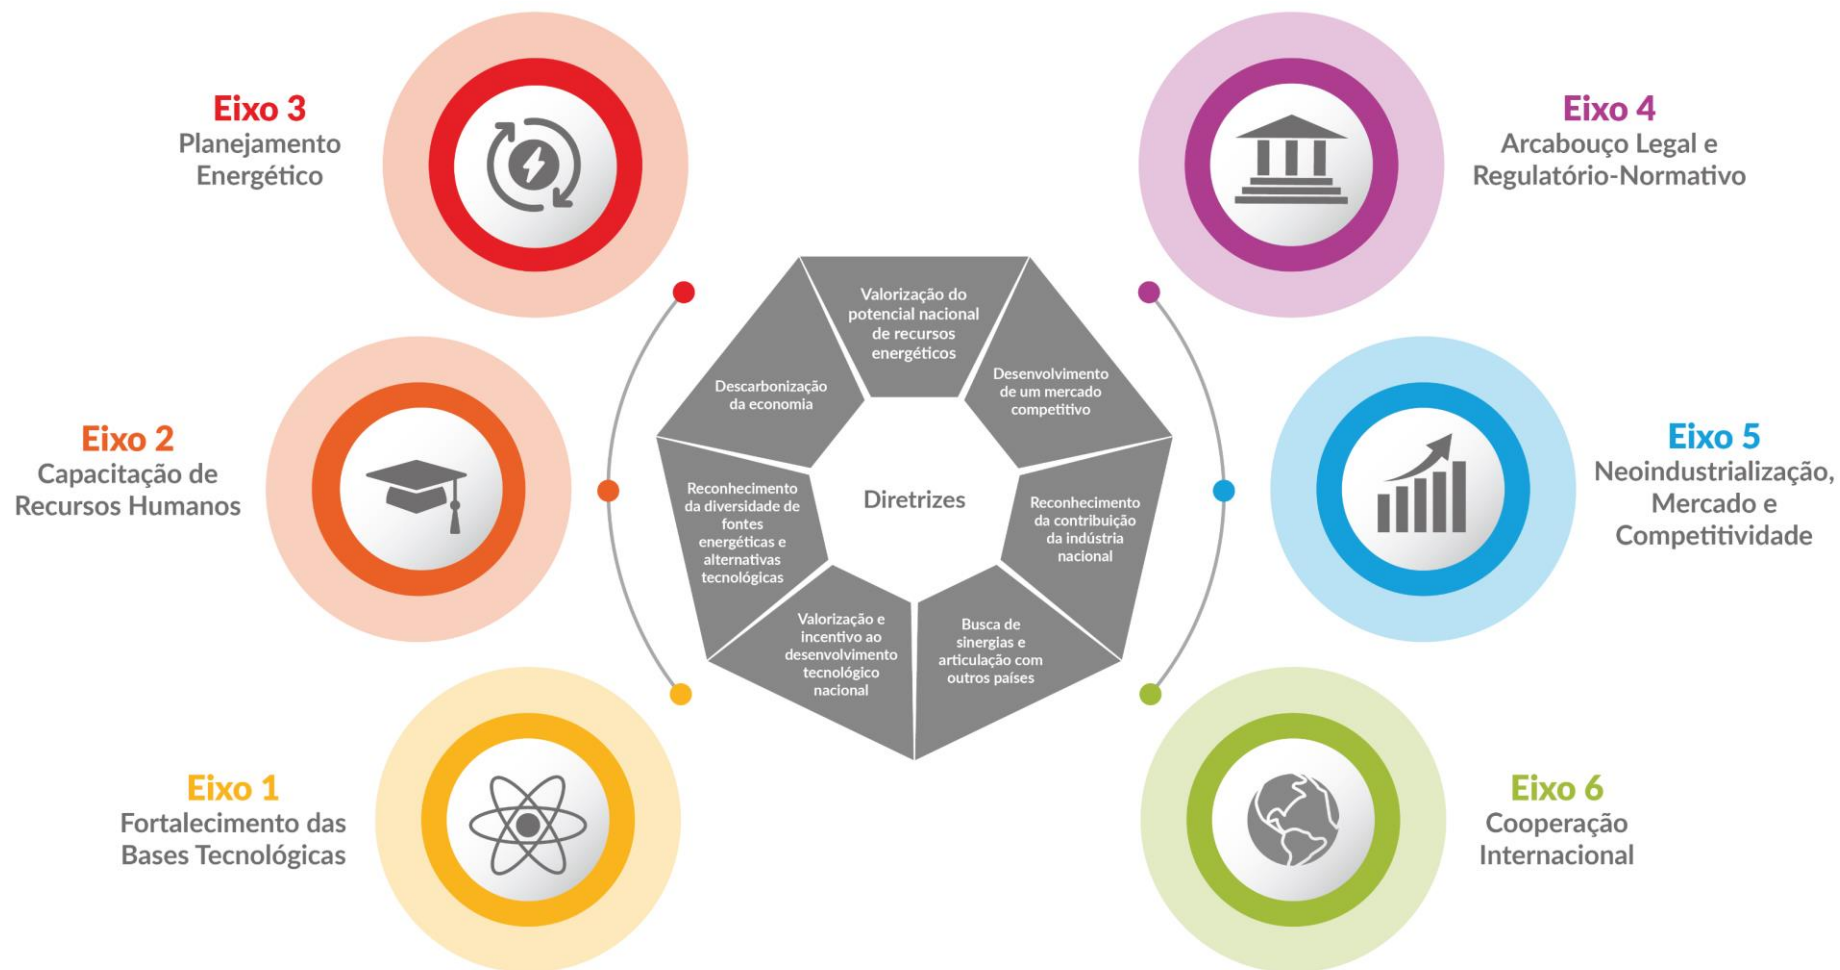 Eixo 3
Planejamento
Energético
Eixo 4
Arcabouço Legal e
Regulatório-Normativo
Eixo 2
Capacitação de
Recursos Humanos
Eixo 5
Neoindustrialização,
Mercado e
Competitividade
Eixo 1
Fortalecimento das
Bases Tecnológicas
Eixo 6
Cooperação
Internacional
Diretrizes
Valorização do
potencial nacional
de recursos
energéticos
Desenvolvimento
de um mercado
competitivo
Reconhecimento
da contribuição
da indústria
nacional
Busca de
sinergias e
articulação com
outros países
Valorização e
incentivo ao
desenvolvimento
tecnológico
nacional
Reconhecimento
da diversidade de
fontes
energéticas e
alternativas
tecnológicas
Descarbonização
da economia